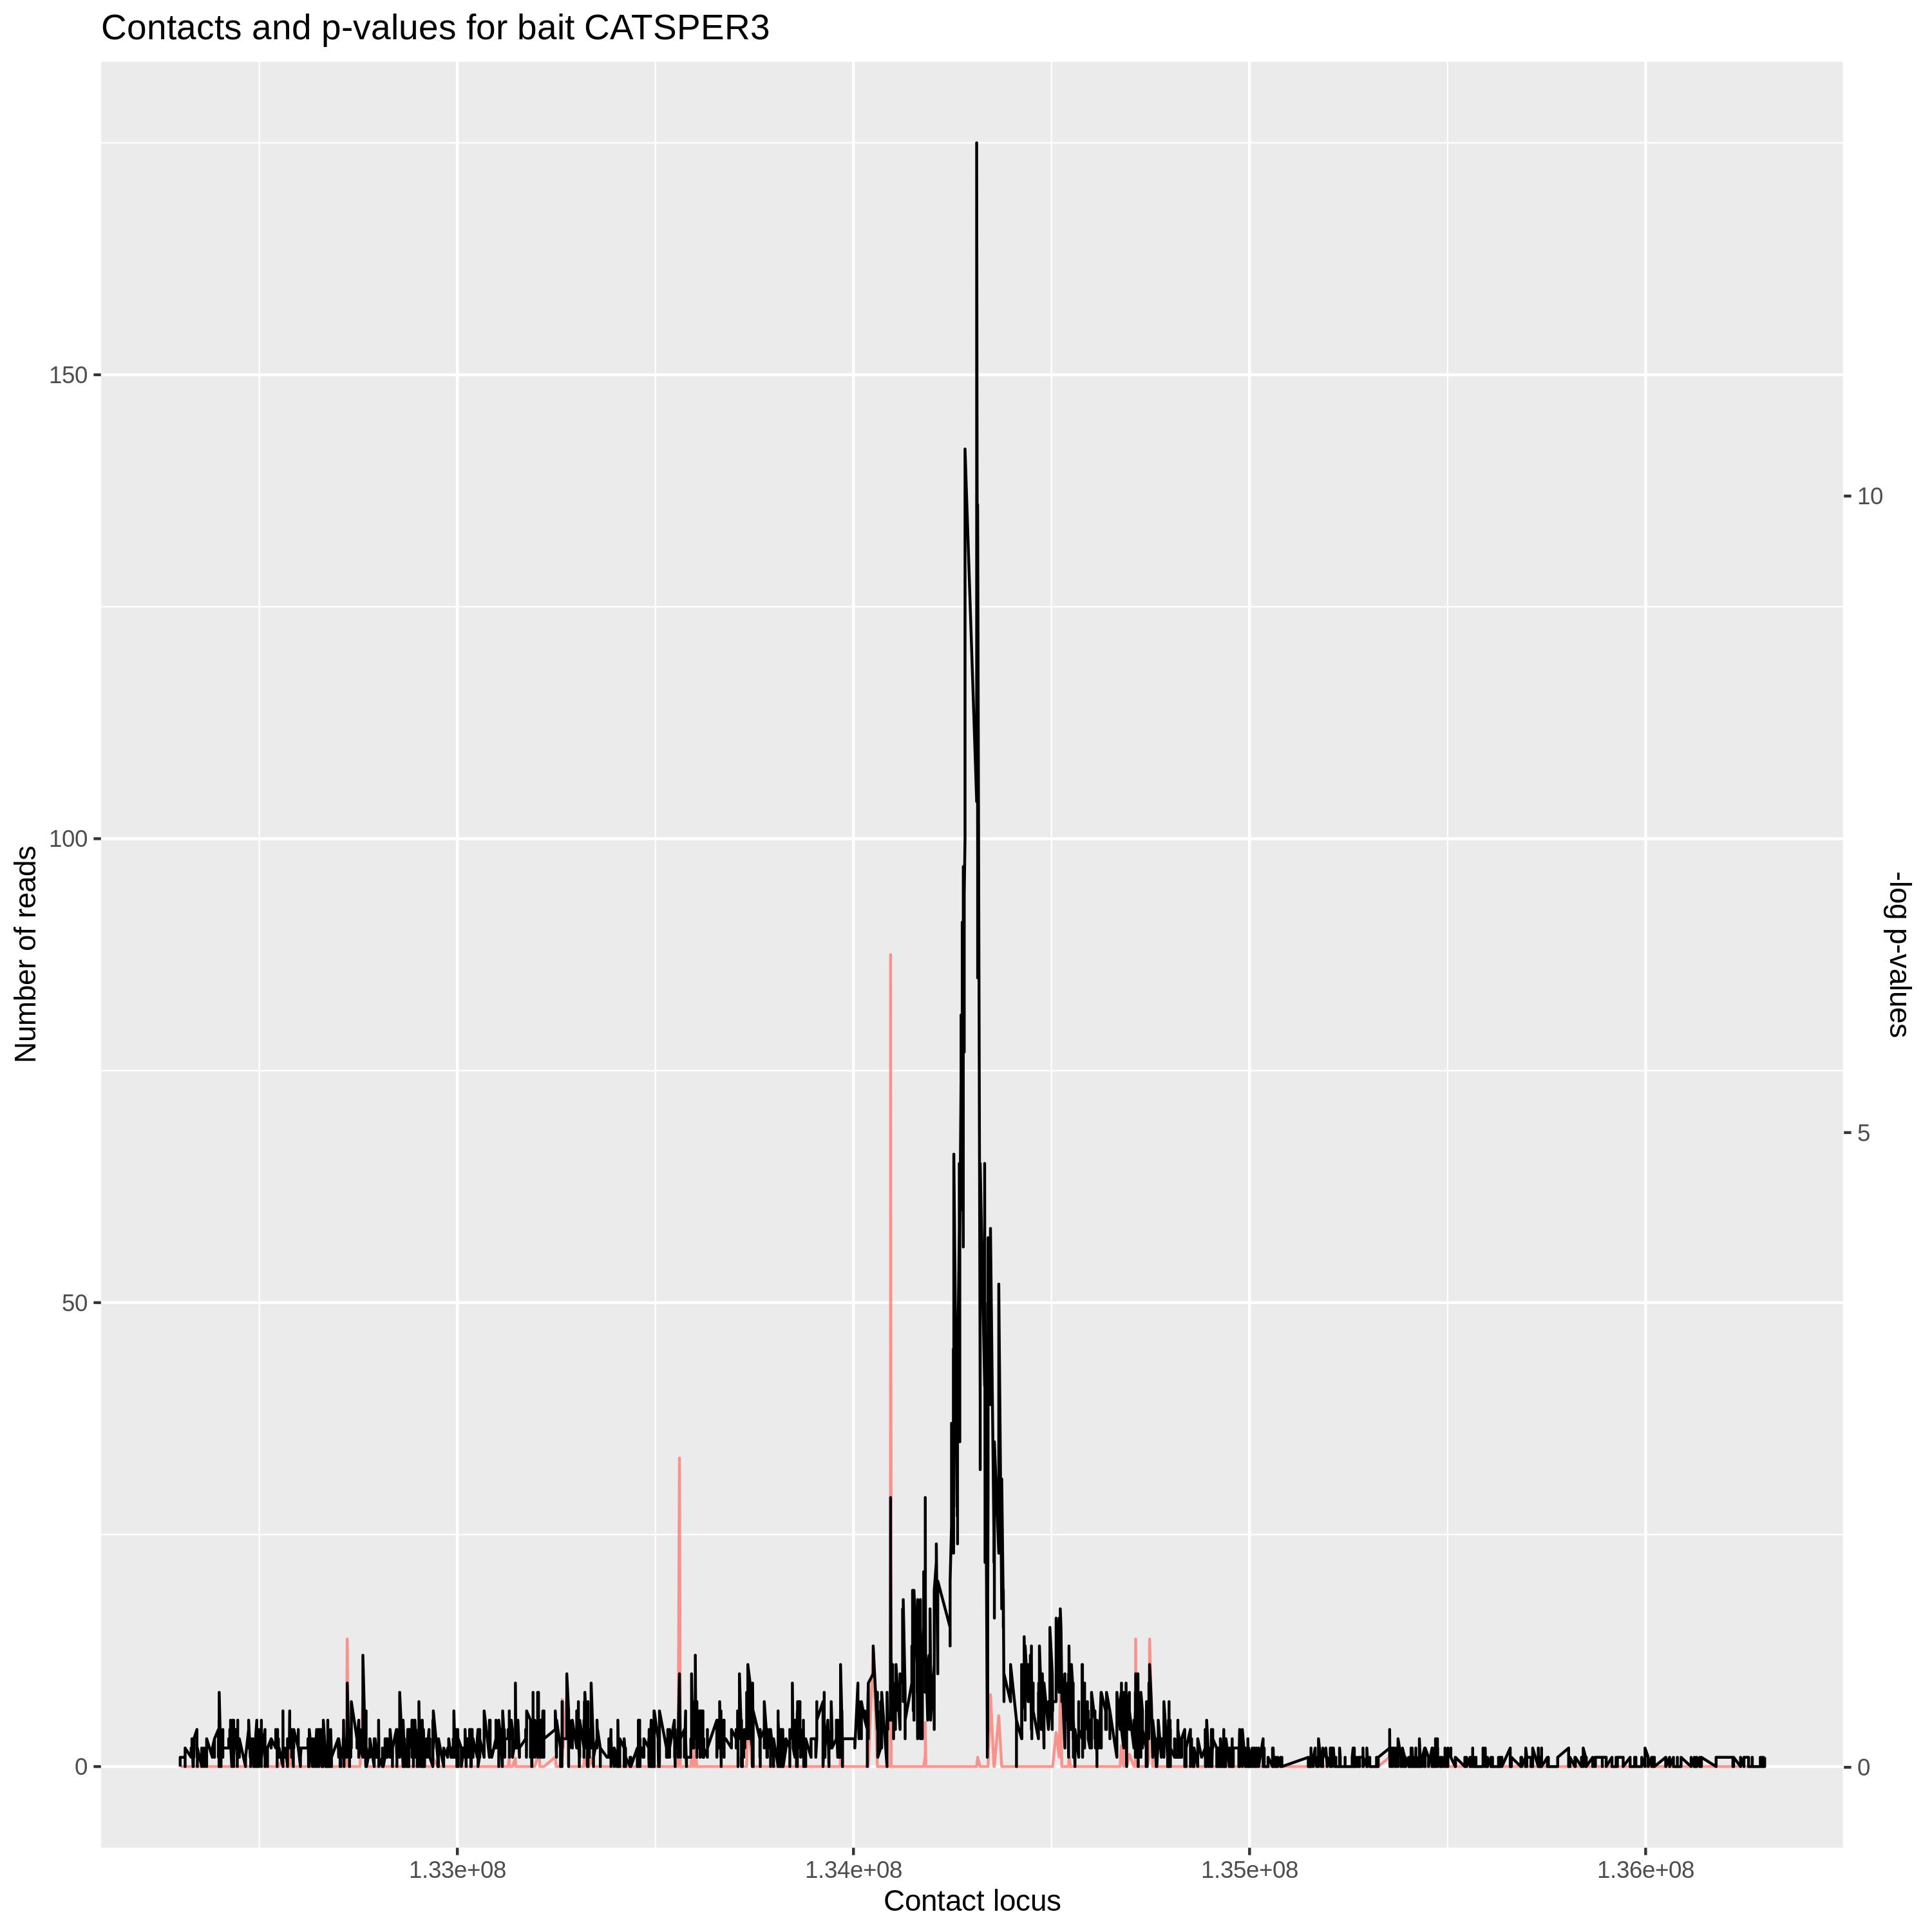 Contacts and p-values for bait CATSPER3
150
100
50
0
Number of reads
10
5
0
-log p-values
1.33e+08 1.34e+08 1.35e+08 1.36e+08
Contact locus